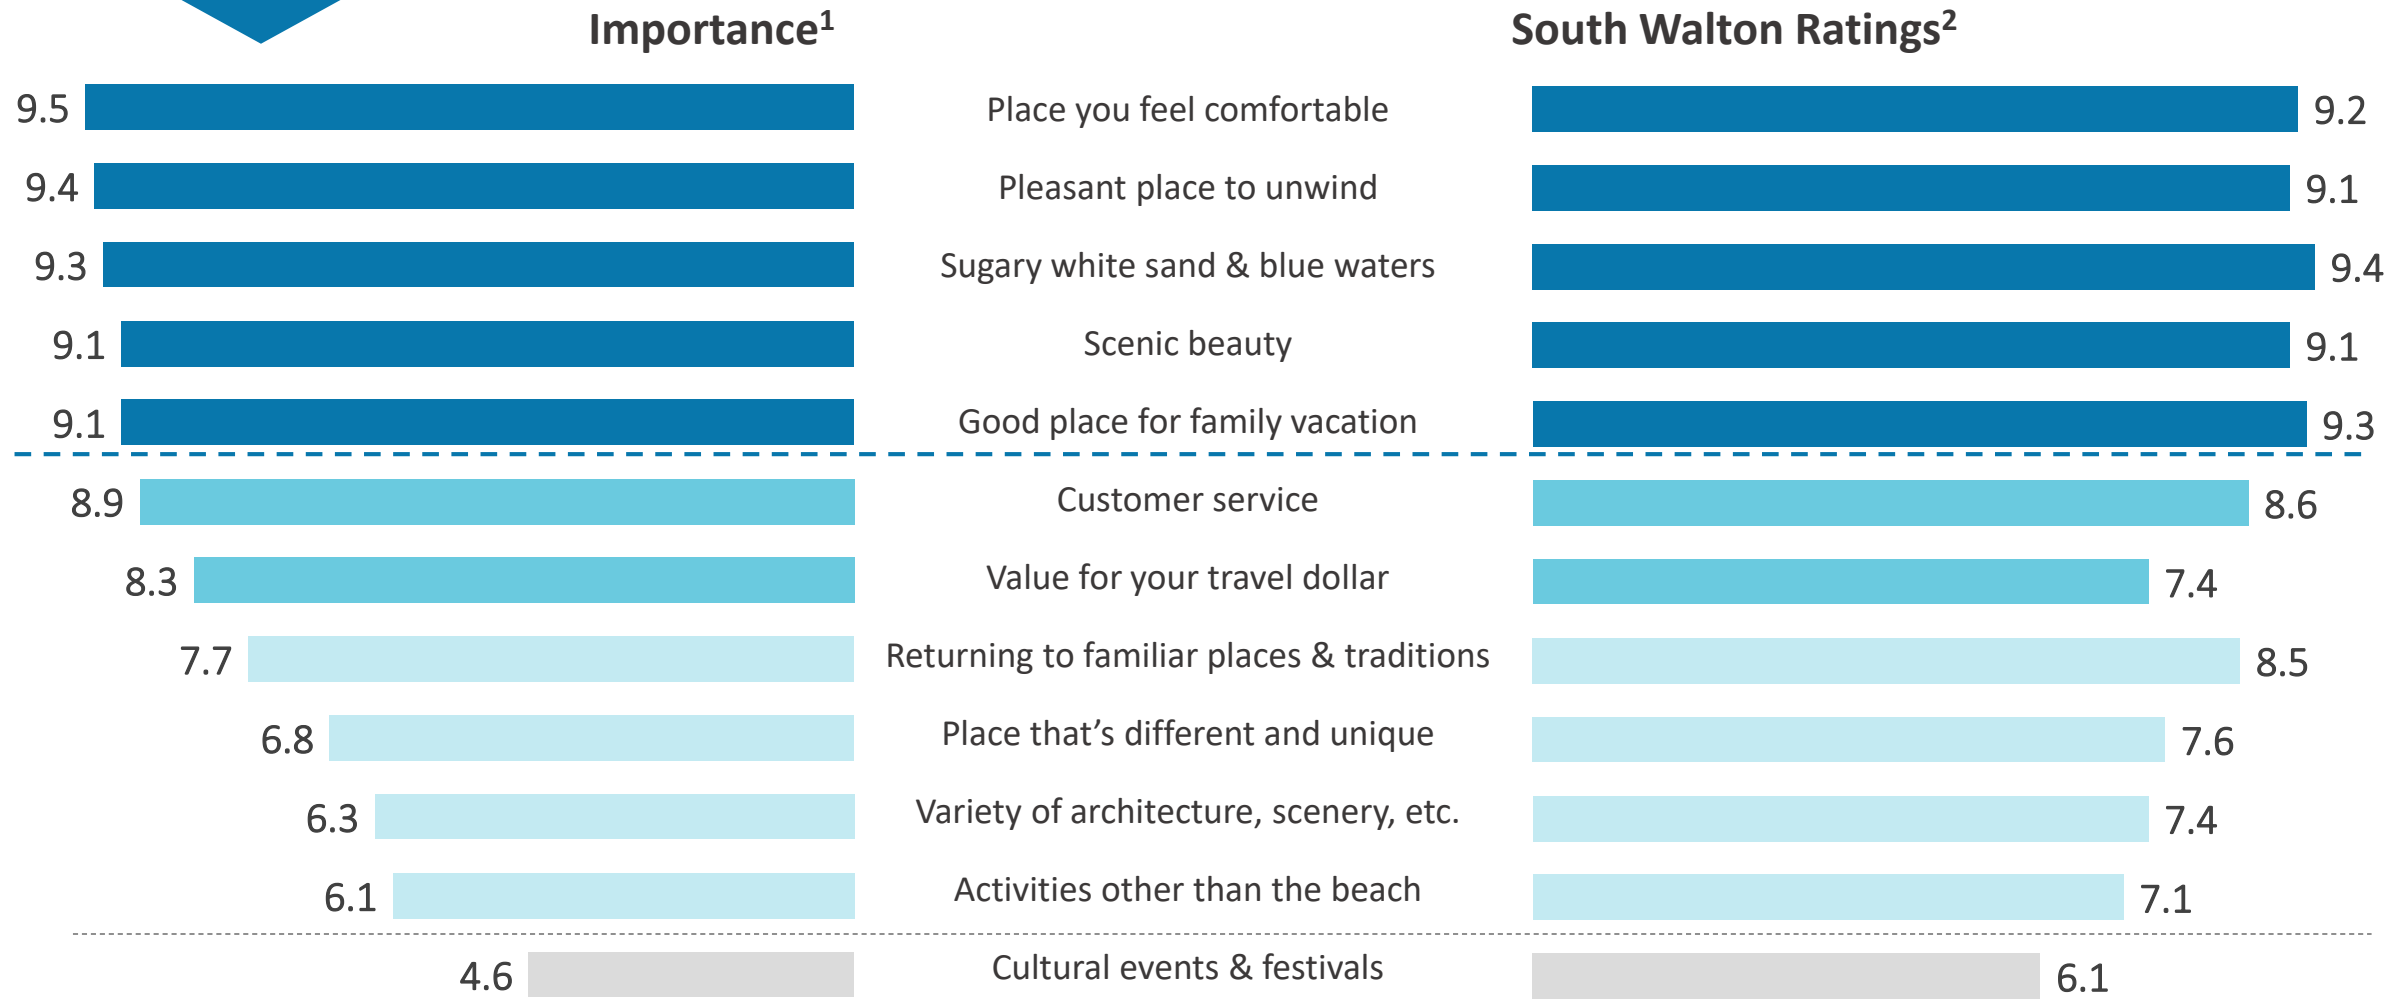 Importance¹ South Walton Ratings²
9.5 Place you feel comfortable 9.2
9.4 Pleasant place to unwind 9.1
9.3 Sugary white sand & blue waters 9.4
9.1 Scenic beauty 9.1
9.1 Good place for family vacation 9.3
8.9 Customer service 8.6
8.3 Value for your travel dollar 7.4
7.7 Returning to familiar places & traditions 8.5
6.8 Place that’s different and unique 7.6
6.3 Variety of architecture, scenery, etc. 7.4
6.1 Activities other than the beach 7.1
4.6 Cultural events & festivals 6.1